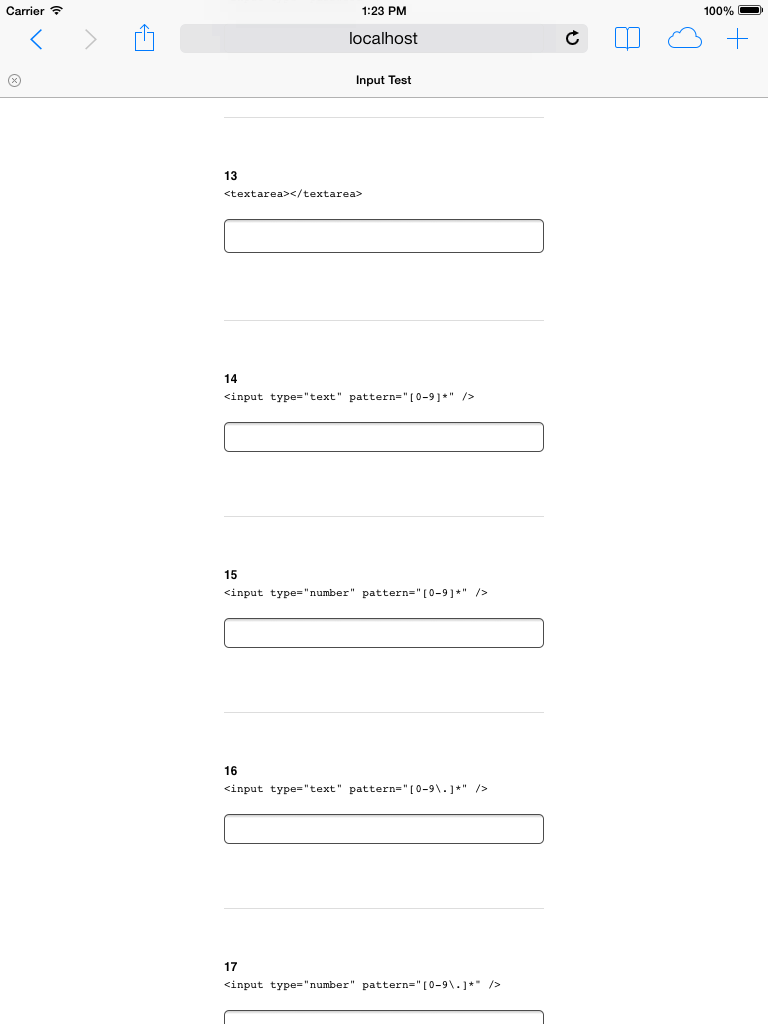 Carrier 1:23 PM 100%
localhost
Input Test
13
<textarea></textarea>
14
<input type="text" pattern="[0-9]*" />
15
<input type="number" pattern="[0-9]*" />
16
<input type="text" pattern="[0-9\.]*" />
17
<input type="number" pattern="[0-9\.]*" />